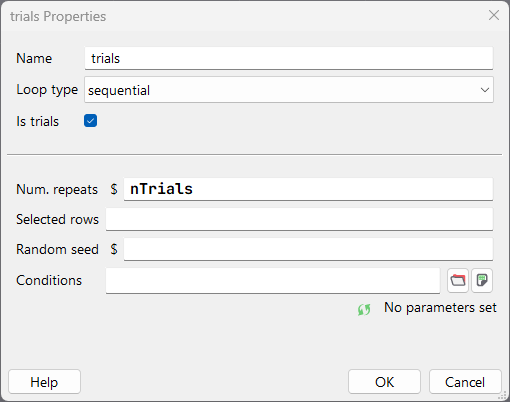 trials Properties
Name trials
Loop type sequential
Is trials
Num. repeats $ nTrials
Selected rows
Random seed $
Conditions
No parameters set
Help OK Cancel